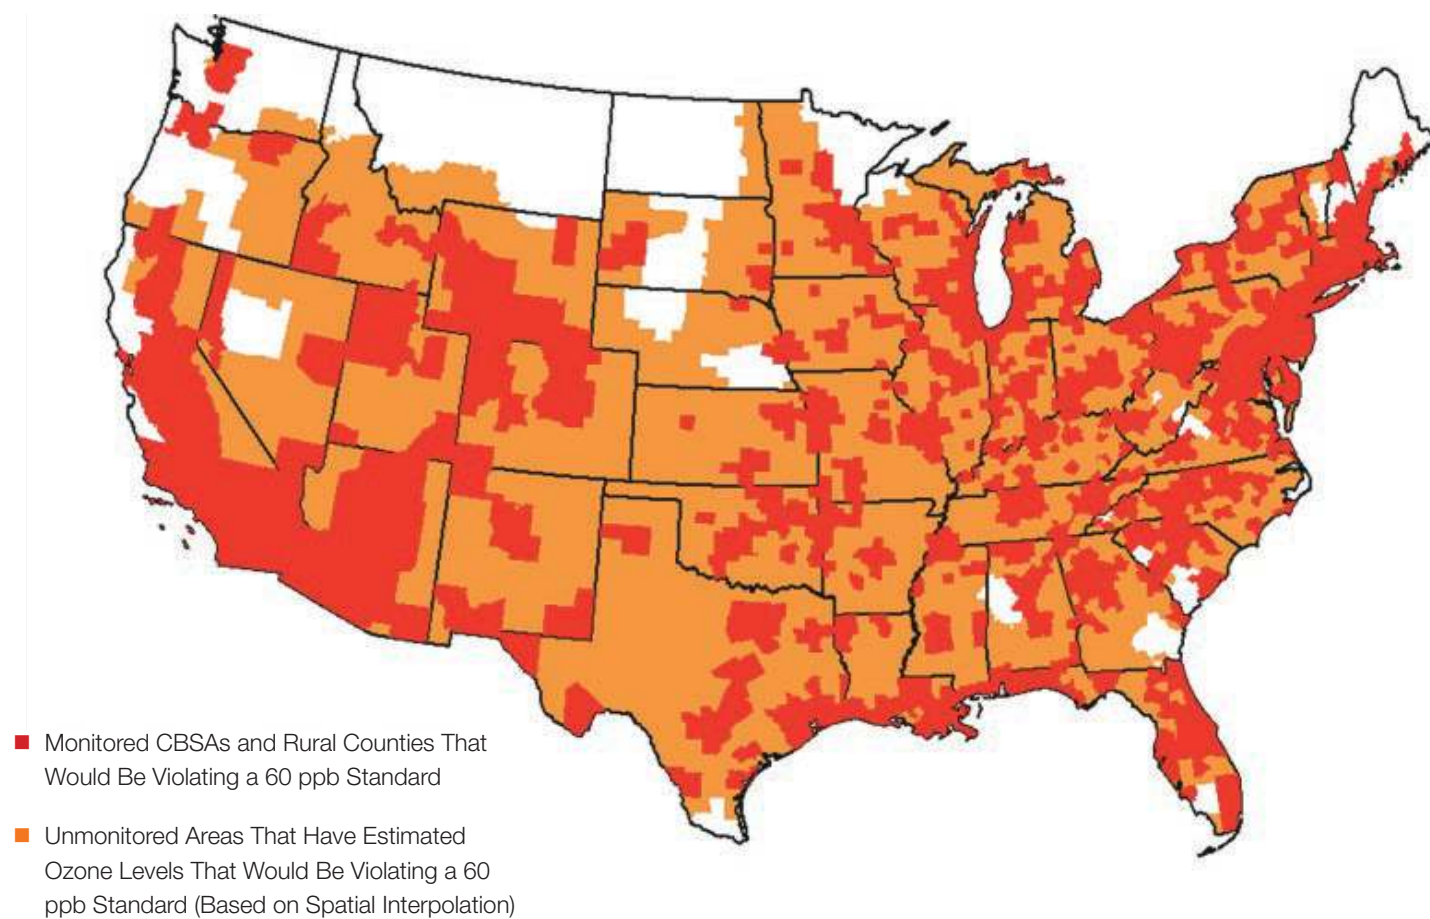 Monitored CBSAs and Rural Counties That
Would Be Violating a 60 ppb Standard
Unmonitored Areas That Have Estimated
Ozone Levels That Would Be Violating a 60
ppb Standard (Based on Spatial Interpolation)